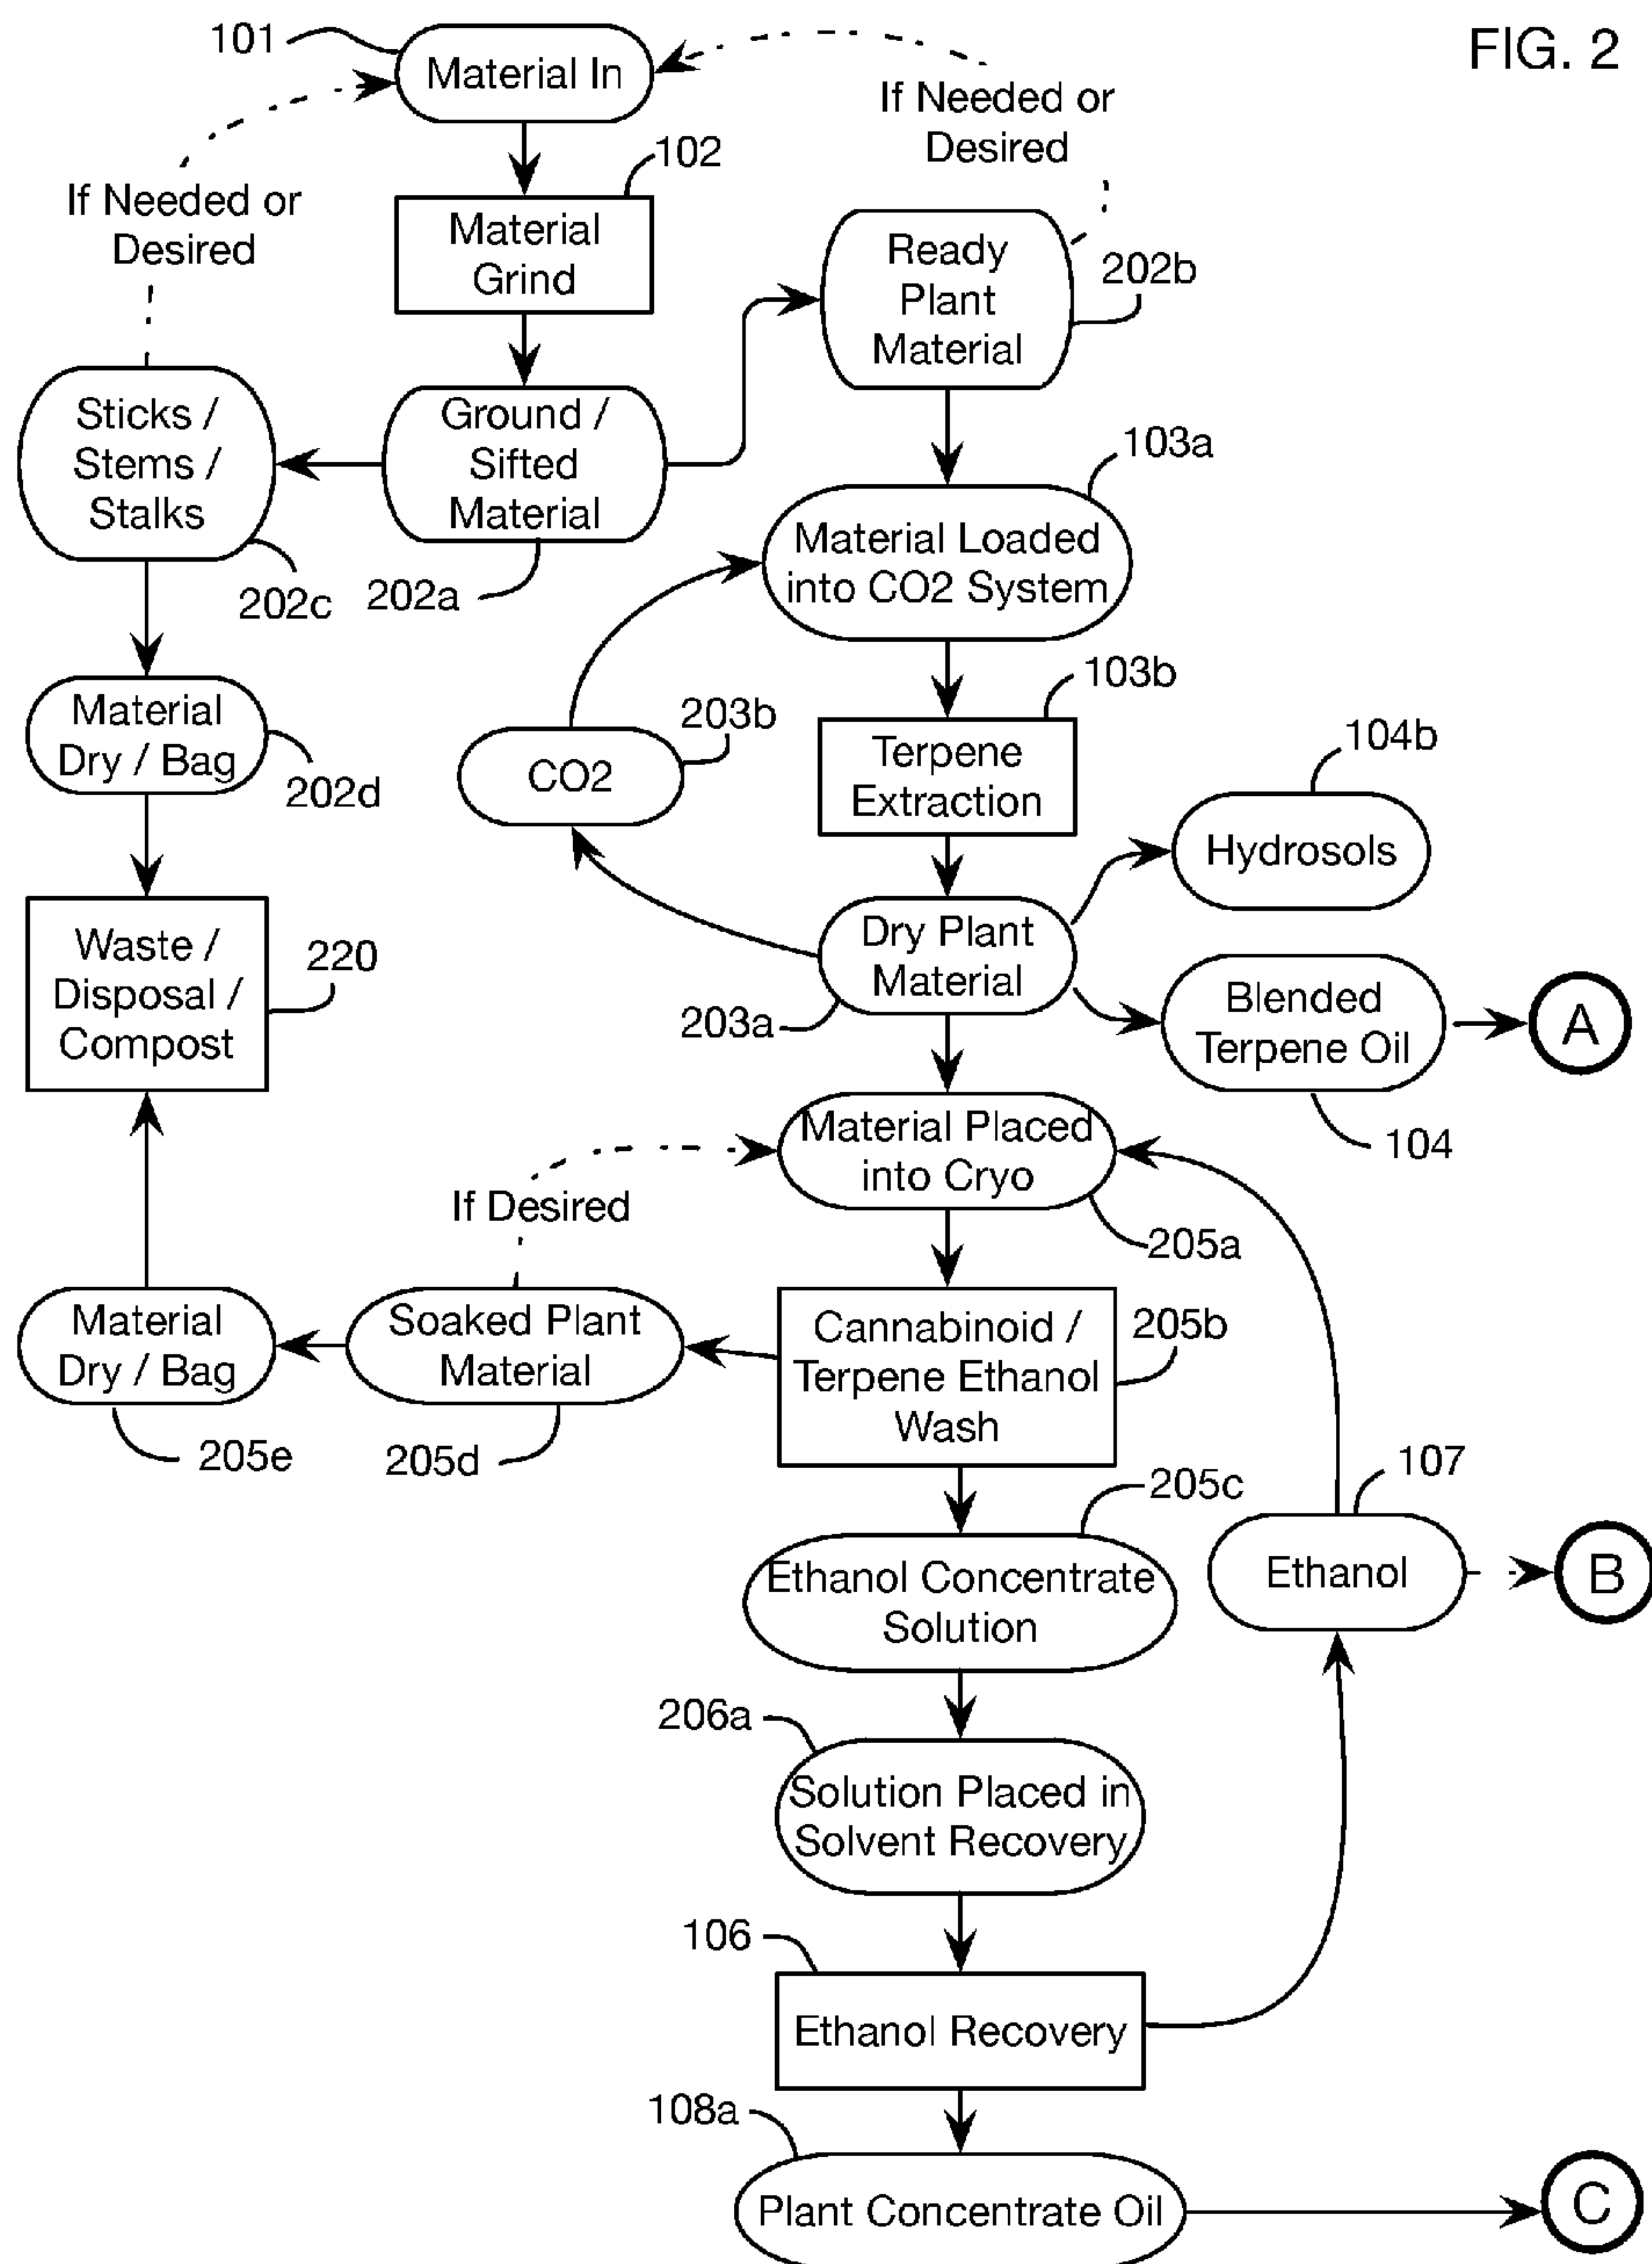 FIG. 2
101
Material In
If Needed or
Desired
102
If Needed or
Desired
Material
Grind
Ready
Plant
Material
202b
Sticks /
Stems /
Stalks
Ground /
Sifted
Material
103a
202c
202a
Material Loaded
into CO2 System
103b
Material
Dry / Bag
202d
203b
CO2
Terpene
Extraction
104b
Hydrosols
Waste /
Disposal /
Compost
220
Dry Plant
Material
203a
Blended
Terpene Oil
A
104
Material Placed
into Cryo
If Desired
205a
Material
Dry / Bag
Soaked Plant
Material
Cannabinoid /
Terpene Ethanol
Wash
205b
205e
205d
205c
107
Ethanol Concentrate
Solution
Ethanol
B
206a
Solution Placed in
Solvent Recovery
106
Ethanol Recovery
108a
Plant Concentrate Oil
C